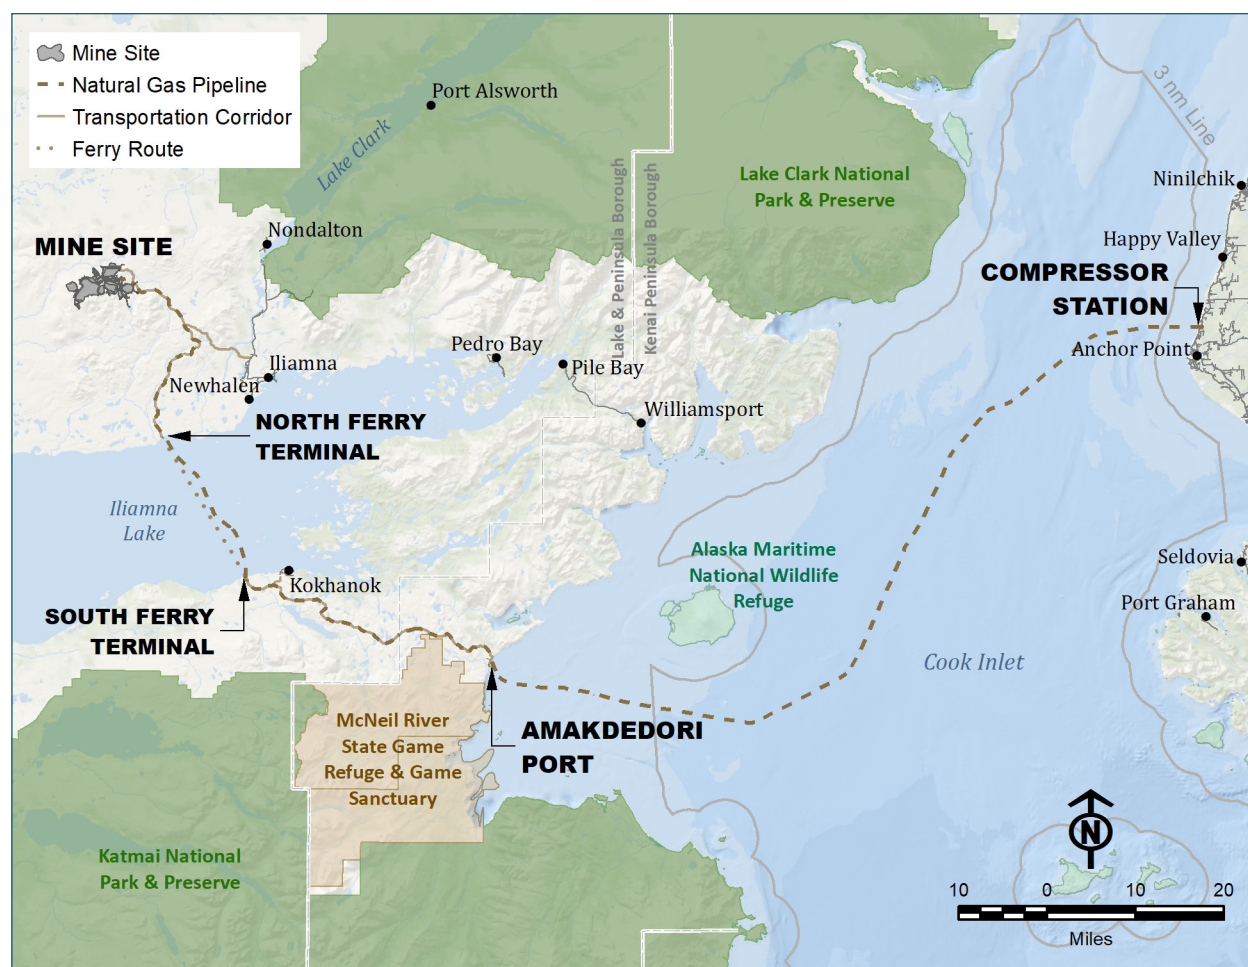 Mine Site
Natural Gas Pipeline
Transportation Corridor
Ferry Route
Port Alsworth
Lake Clark
3 nm Line
Lake Clark National
Park & Preserve
Ninilchik
Nondalton
Lake & Peninsula Borough
Kenai Peninsula Borough
Happy Valley
MINE SITE
COMPRESSOR
STATION
Pedro Bay
Pile Bay
Anchor Point
Iliamna
Newhalen
Williamsport
NORTH FERRY
TERMINAL
Iliamna
Lake
Alaska Maritime
National Wildlife
Refuge
Seldovia
Kokhanok
Port Graham
SOUTH FERRY
TERMINAL
Cook Inlet
McNeil River
State Game
Refuge & Game
Sanctuary
AMAKDEDORI
PORT
Katmai National
Park & Preserve
N
10 0 10 20
Miles